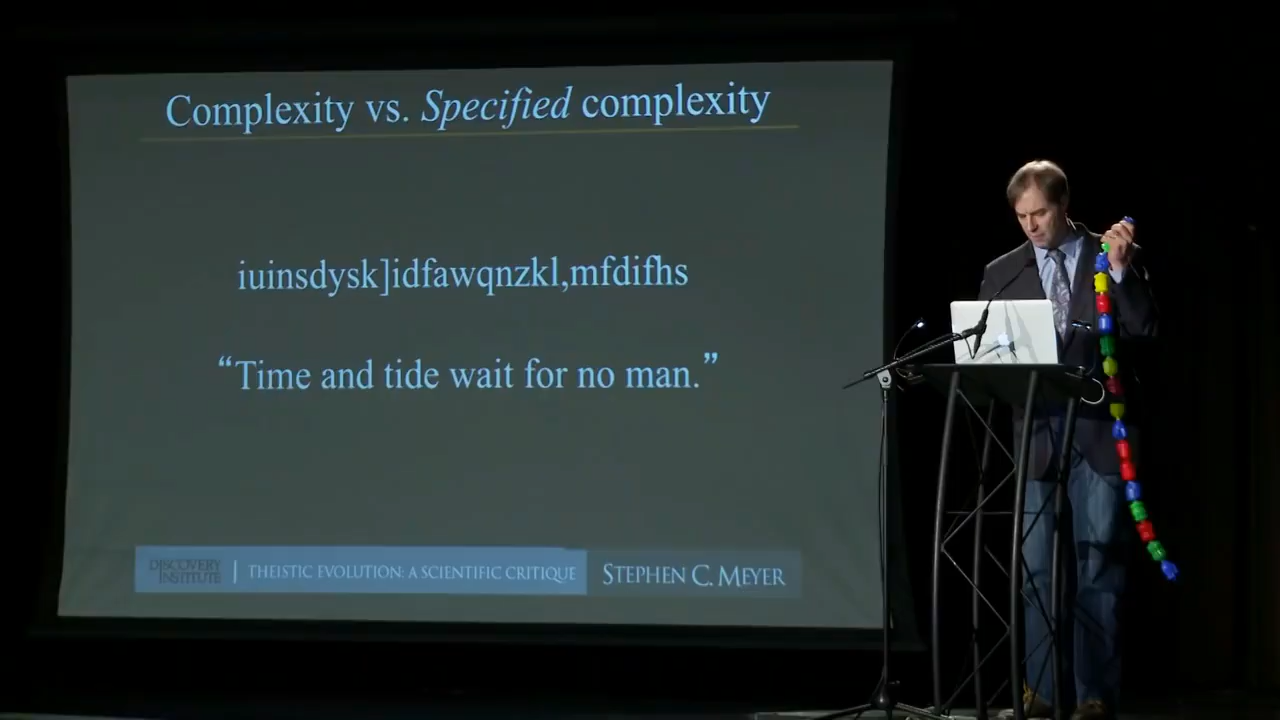 Complexity vs. Specified complexity
iuinsdysk]idfawqnzkl,mfdifhs
“Time and tide wait for no man.”
DISCOVERY
INSTITUTE
THEISTIC EVOLUTION: A SCIENTIFIC CRITIQUE
STEPHEN C. MEYER